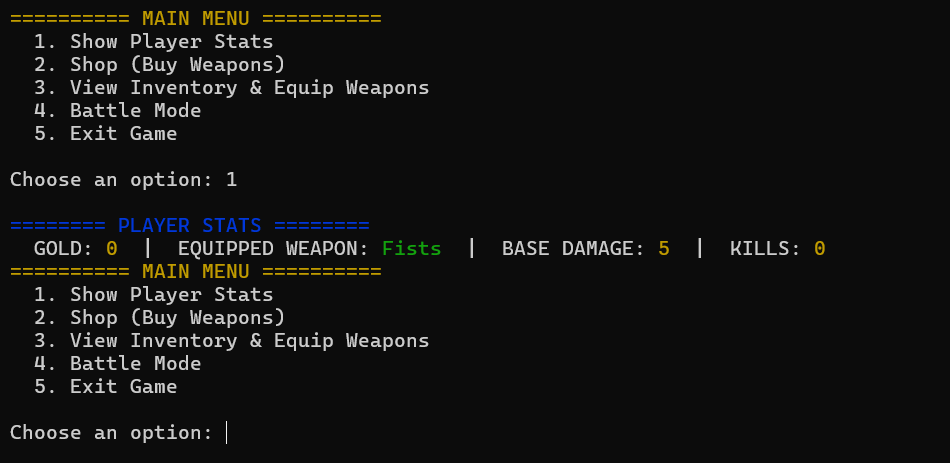 ========== MAIN MENU ==========
  1. Show Player Stats
  2. Shop (Buy Weapons)
  3. View Inventory & Equip Weapons
  4. Battle Mode
  5. Exit Game

Choose an option: 1

======== PLAYER STATS ========
  GOLD: 0  |  EQUIPPED WEAPON: Fists  |  BASE DAMAGE: 5  |  KILLS: 0
========== MAIN MENU ==========
  1. Show Player Stats
  2. Shop (Buy Weapons)
  3. View Inventory & Equip Weapons
  4. Battle Mode
  5. Exit Game

Choose an option: